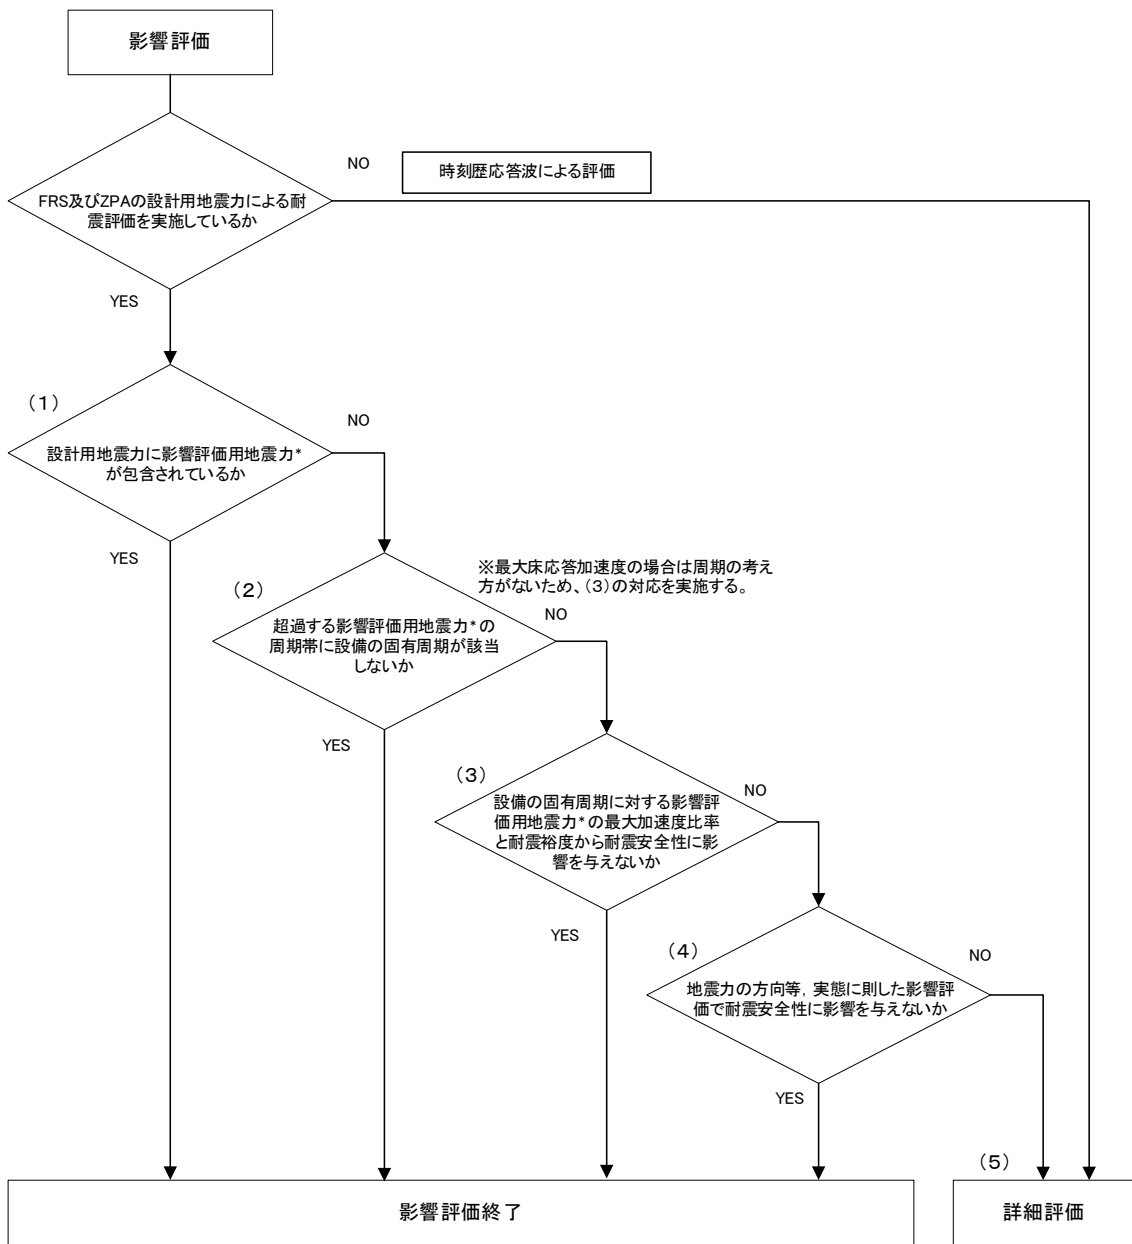 影響評価
NO
時刻歴応答波による評価
FRS及びZPAの設計用地震力による耐
震評価を実施しているか
YES
(1)
NO
設計用地震力に影響評価用地震力*
が包含されているか
YES
※最大床応答加速度の場合は周期の考え
方がないため、(3)の対応を実施する。
(2)
NO
超過する影響評価用地震力*の
周期帯に設備の固有周期が該当
しないか
YES
(3)
NO
設備の固有周期に対する影響評
価用地震力*の最大加速度比率
と耐震裕度から耐震安全性に影
響を与えないか
YES
(4)
NO
地震力の方向等,実態に則した影響評
価で耐震安全性に影響を与えないか
YES
(5)
影響評価終了
詳細評価